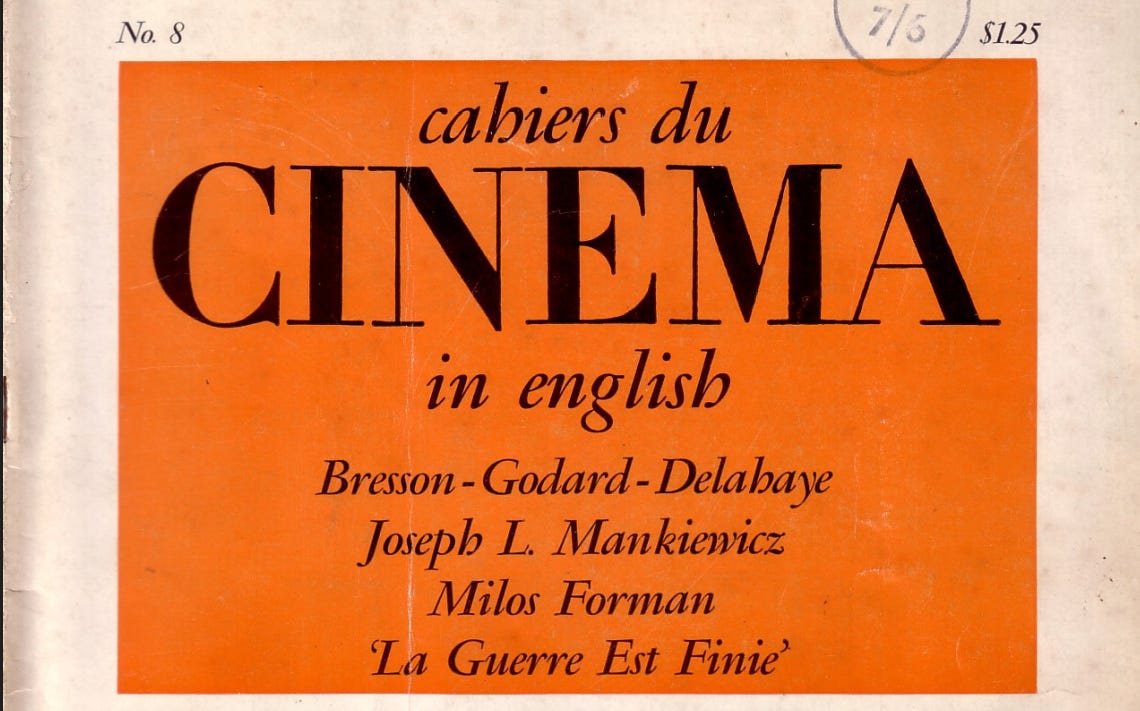 No. 8
7/6
$1.25
cahiers du
CINEMA
in english
Bresson-Godard-Delahaye
Joseph L. Mankiewicz
Milos Forman
‘La Guerre Est Finie’